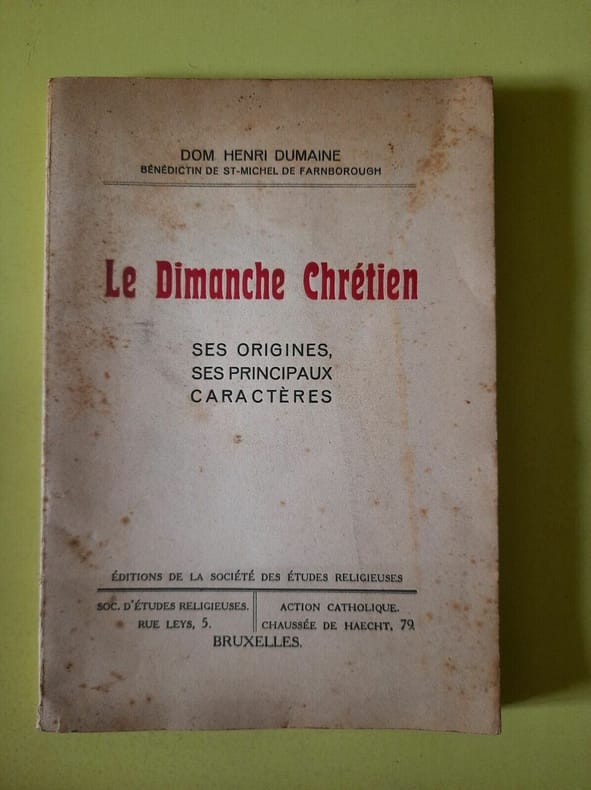 DOM HENRI DUMAINE
BÉNÉDICTIN DE ST-MICHEL DE FARNBOROUGH
Le Dimanche Chrétien
SES ORIGINES,
SES PRINCIPAUX
CARACTÈRES
ÉDITIONS DE LA SOCIÉTÉ DES ÉTUDES RELIGIEUSES
SOC. D'ÉTUDES RELIGIEUSES.
RUE LEYS, 5.
ACTION CATHOLIQUE.
CHAUSSÉE DE HAECHT, 79.
BRUXELLES.